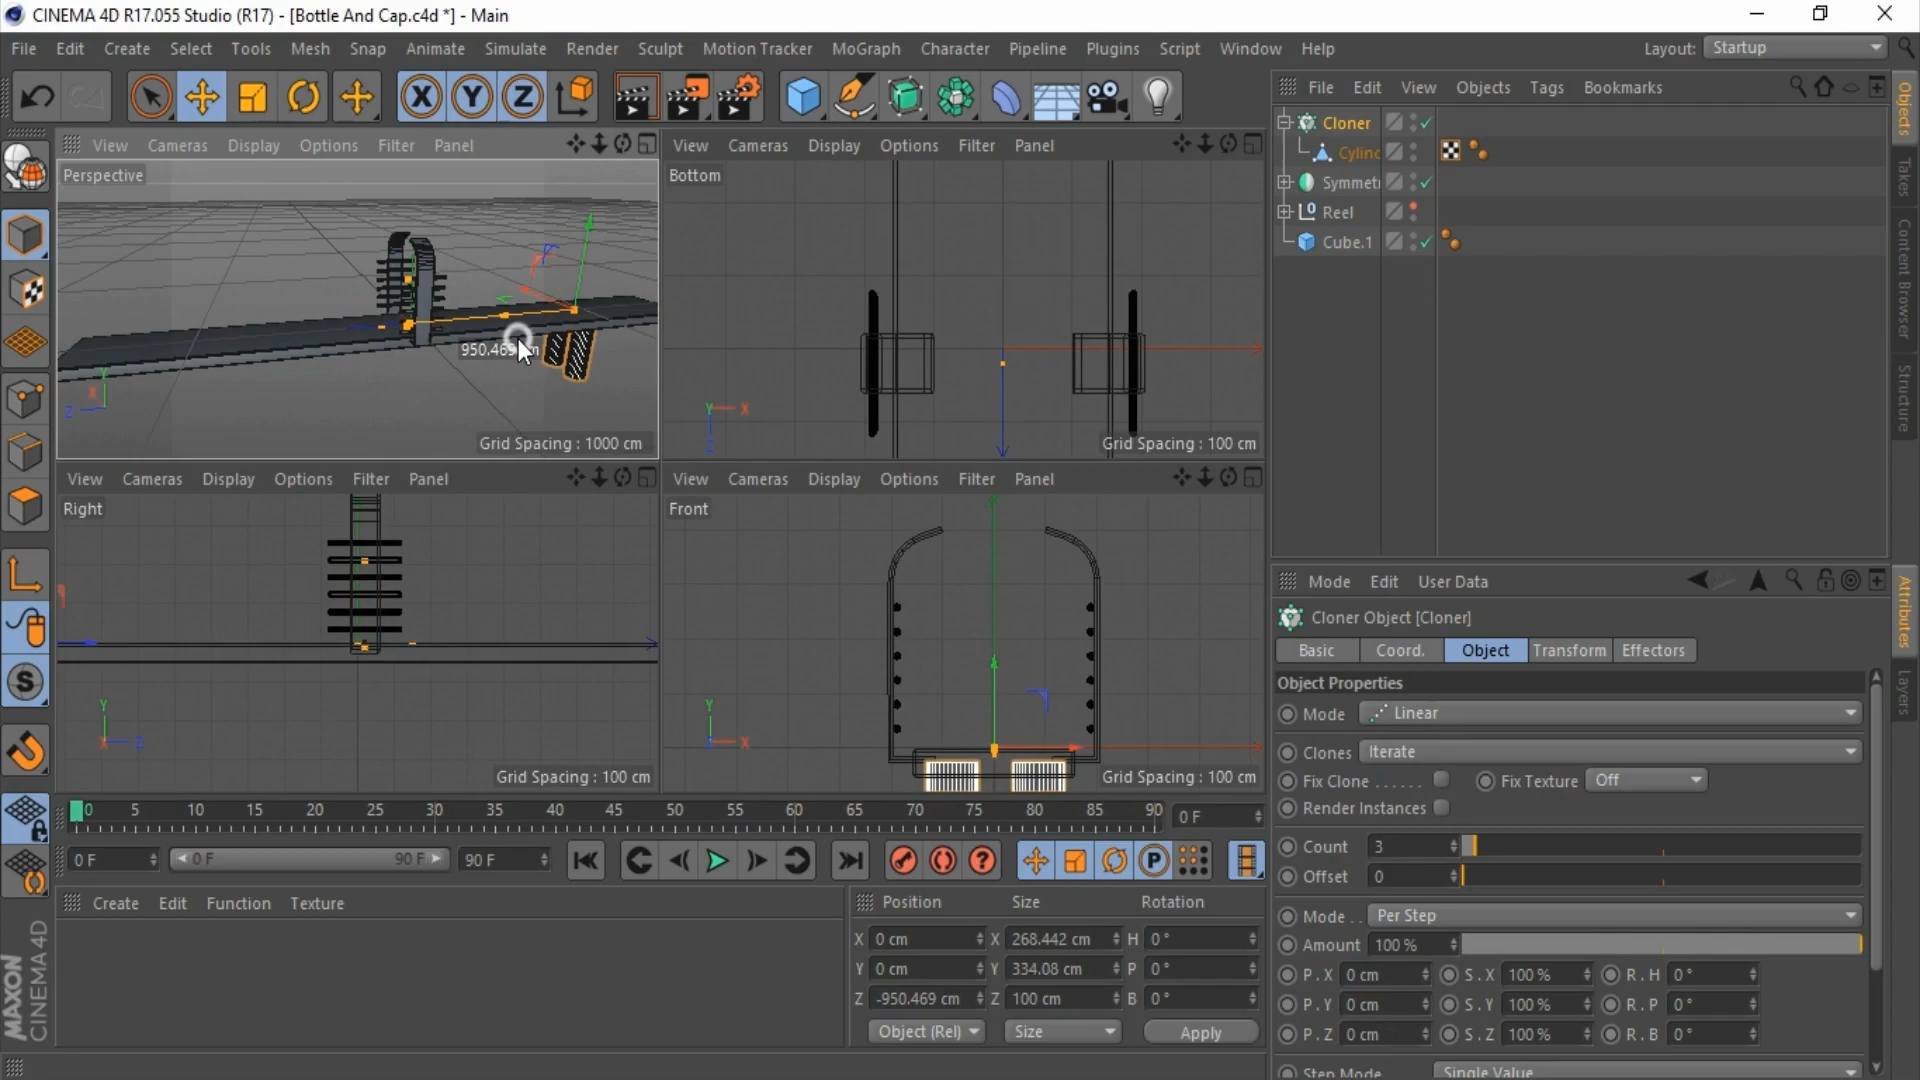 CINEMA 4D R17.055 Studio (R17) - [Bottle And Cap.c4d *] - Main
File Edit Create Select Tools Mesh Snap Animate Simulate Render Sculpt Motion Tracker MoGraph Character Pipeline Plugins Script Window Help
Layout: Startup
File Edit View Objects Tags Bookmarks
Cloner
Cylind
Symmetr
Reel
Cube.1
Objects
Takes
Content Browser
Structure
View Cameras Display Options Filter Panel
Perspective
950.469
Grid Spacing : 1000 cm
View Cameras Display Options Filter Panel
Bottom
Grid Spacing : 100 cm
View Cameras Display Options Filter Panel
Right
Grid Spacing : 100 cm
View Cameras Display Options Filter Panel
Front
Grid Spacing : 100 cm
X Y Z
Mode Edit User Data
Cloner Object [Cloner]
Basic Coord. Object Transform Effectors
Object Properties
Mode Linear
Clones Iterate
Fix Clone . . . . . . Fix Texture Off
Render Instances
Count 3
Offset 0
Mode . . Per Step
Amount 100 %
P . X 0 cm S . X 100 % R . H 0 °
P . Y 0 cm S . Y 100 % R . P 0 °
P . Z 0 cm S . Z 100 % R . B 0 °
Step Mode Single Value
Attributes
Layers
0 5 10 15 20 25 30 35 40 45 50 55 60 65 70 75 80 85 90 0 F
0 F 0 F 90 F 90 F
Create Edit Function Texture
Position Size Rotation
X 0 cm X 268.442 cm H 0 °
Y 0 cm Y 334.08 cm P 0 °
Z -950.469 cm Z 100 cm B 0 °
Object (Rel) Size Apply
MAXON
CINEMA 4D